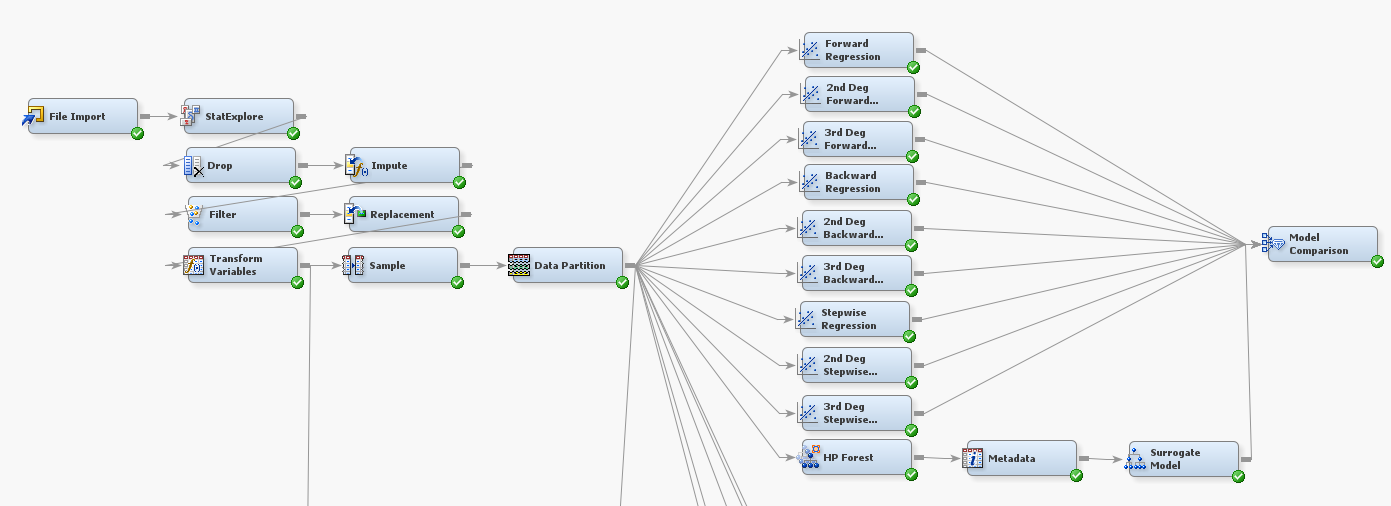 File Import
StatExplore
Drop
Impute
Filter
Replacement
Transform
Variables
Sample
Data Partition
Forward
Regression
2nd Deg
Forward...
3rd Deg
Forward...
Backward
Regression
2nd Deg
Backward...
3rd Deg
Backward...
Stepwise
Regression
2nd Deg
Stepwise...
3rd Deg
Stepwise...
HP Forest
Metadata
Surrogate
Model
Model
Comparison